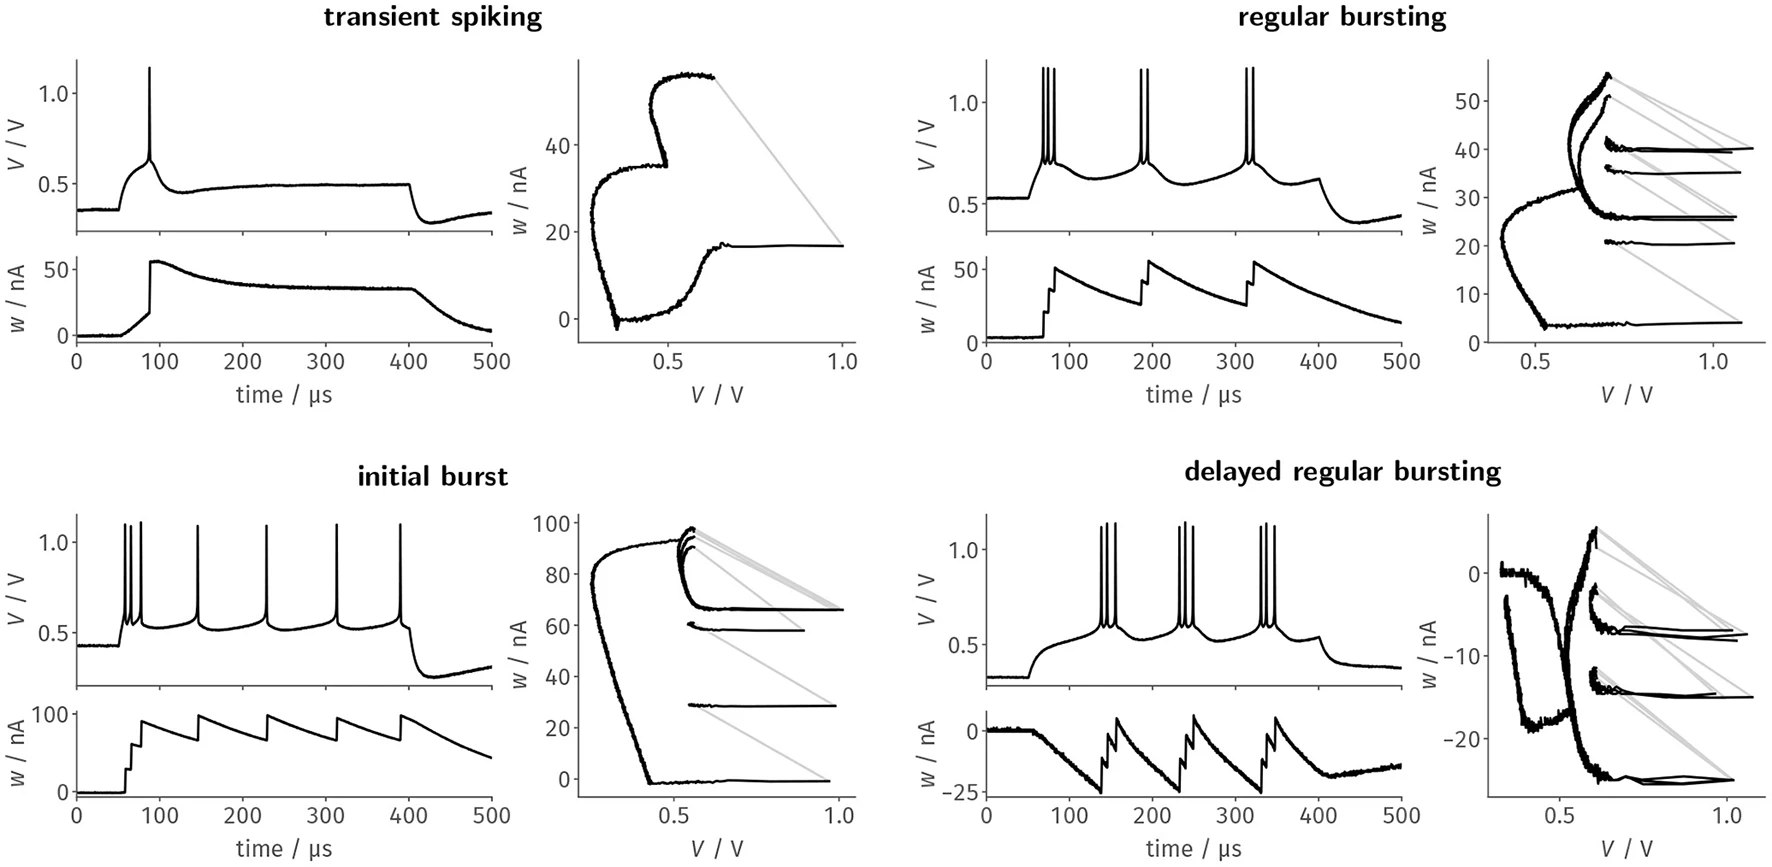 transient spiking
regular bursting
1.0
0.5
V / V
50
0
w / nA
0 100 200 300 400 500
time / µs
40
20
0
w / nA
0.5 1.0
V / V
1.0
0.5
V / V
50
0
w / nA
0 100 200 300 400 500
time / µs
50
40
30
20
10
0
w / nA
0.5 1.0
V / V
initial burst
delayed regular bursting
1.0
0.5
V / V
100
0
w / nA
0 100 200 300 400 500
time / µs
100
80
60
40
20
0
w / nA
0.5 1.0
V / V
1.0
0.5
V / V
0
−25
w / nA
0 100 200 300 400 500
time / µs
0
−10
−20
w / nA
0.5 1.0
V / V